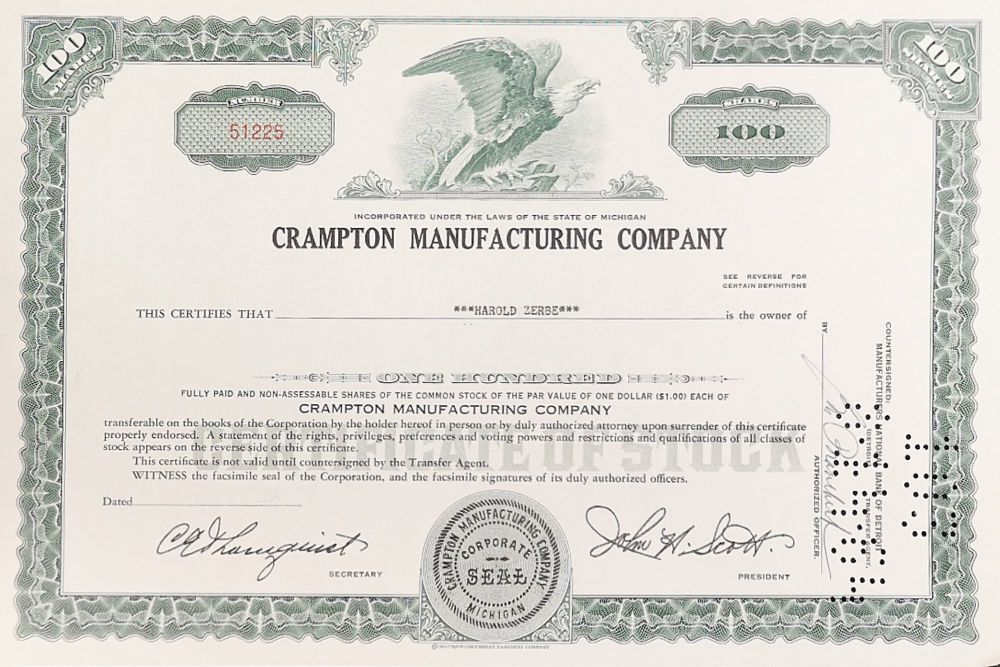 100
SHARES
100
SHARES
NUMBER
51225
SHARES
100
INCORPORATED UNDER THE LAWS OF THE STATE OF MICHIGAN
CRAMPTON MANUFACTURING COMPANY
SEE REVERSE FOR
CERTAIN DEFINITIONS
THIS CERTIFIES THAT ***HAROLD ZERBE*** is the owner of
ONE HUNDRED
FULLY PAID AND NON-ASSESSABLE SHARES OF THE COMMON STOCK OF THE PAR VALUE OF ONE DOLLAR ($1.00) EACH OF
CRAMPTON MANUFACTURING COMPANY
transferable on the books of the Corporation by the holder hereof in person or by duly authorized attorney upon surrender of this certificate
properly endorsed. A statement of the rights, privileges, preferences and voting powers and restrictions and qualifications of all classes of
stock appears on the reverse side of this certificate.
CERTIFICATE OF STOCK
This certificate is not valid until countersigned by the Transfer Agent.
WITNESS the facsimile seal of the Corporation, and the facsimile signatures of its duly authorized officers.
Dated
SECRETARY
CRAMPTON MANUFACTURING COMPANY
CORPORATE
SEAL
MICHIGAN
John H. Scott
PRESIDENT
COUNTERSIGNED:
MANUFACTURERS NATIONAL BANK OF DETROIT
(DETROIT) TRANSFER AGENT,
BY
AUTHORIZED OFFICER.